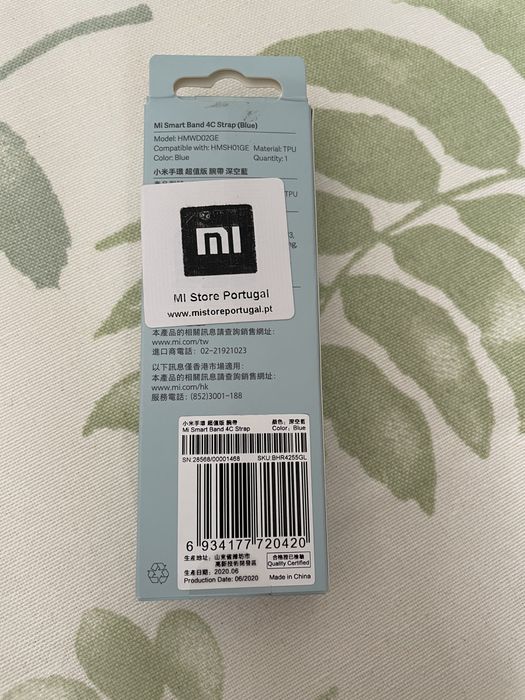 Mi Smart Band 4C Strap (Blue)
Model: HMWD02GE
Compatible with: HMSH01GE Material: TPU
Color: Blue Quantity: 1
小米手環 超值版 腕帶 深空藍
TPU
mi
MI Store Portugal
www.mistoreportugal.pt
本產品的相關訊息請查詢銷售網址:
www.mi.com/tw
進口商電話: 02-21921023
以下訊息僅香港市場適用:
本產品的相關訊息請查詢銷售網址:
www.mi.com/hk
服務電話: (852)3001-188
小米手環 超值版 腕帶 顏色: 深空藍
Mi Smart Band 4C Strap Color: Blue
SN:28568/00001468 SKU:BHR4255GL
6 934177 720420
生產地址: 山東省濰坊市
高新技術開發區
合格證已檢驗
Quality Certified
生產日期: 2020.06
Production Date: 06/2020 Made in China